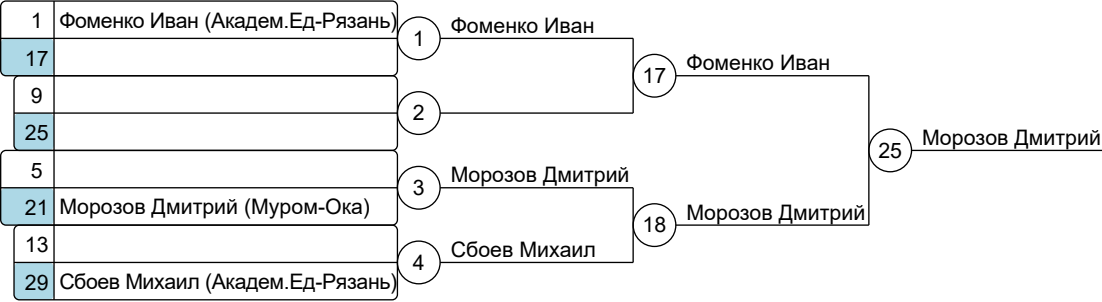 1 Фоменко Иван (Академ.Ед-Рязань)
17
9
25
5
21 Морозов Дмитрий (Муром-Ока)
13
29 Сбоев Михаил (Академ.Ед-Рязань)
1 Фоменко Иван
2
3 Морозов Дмитрий
4 Сбоев Михаил
17 Фоменко Иван
18 Морозов Дмитрий
25 Морозов Дмитрий